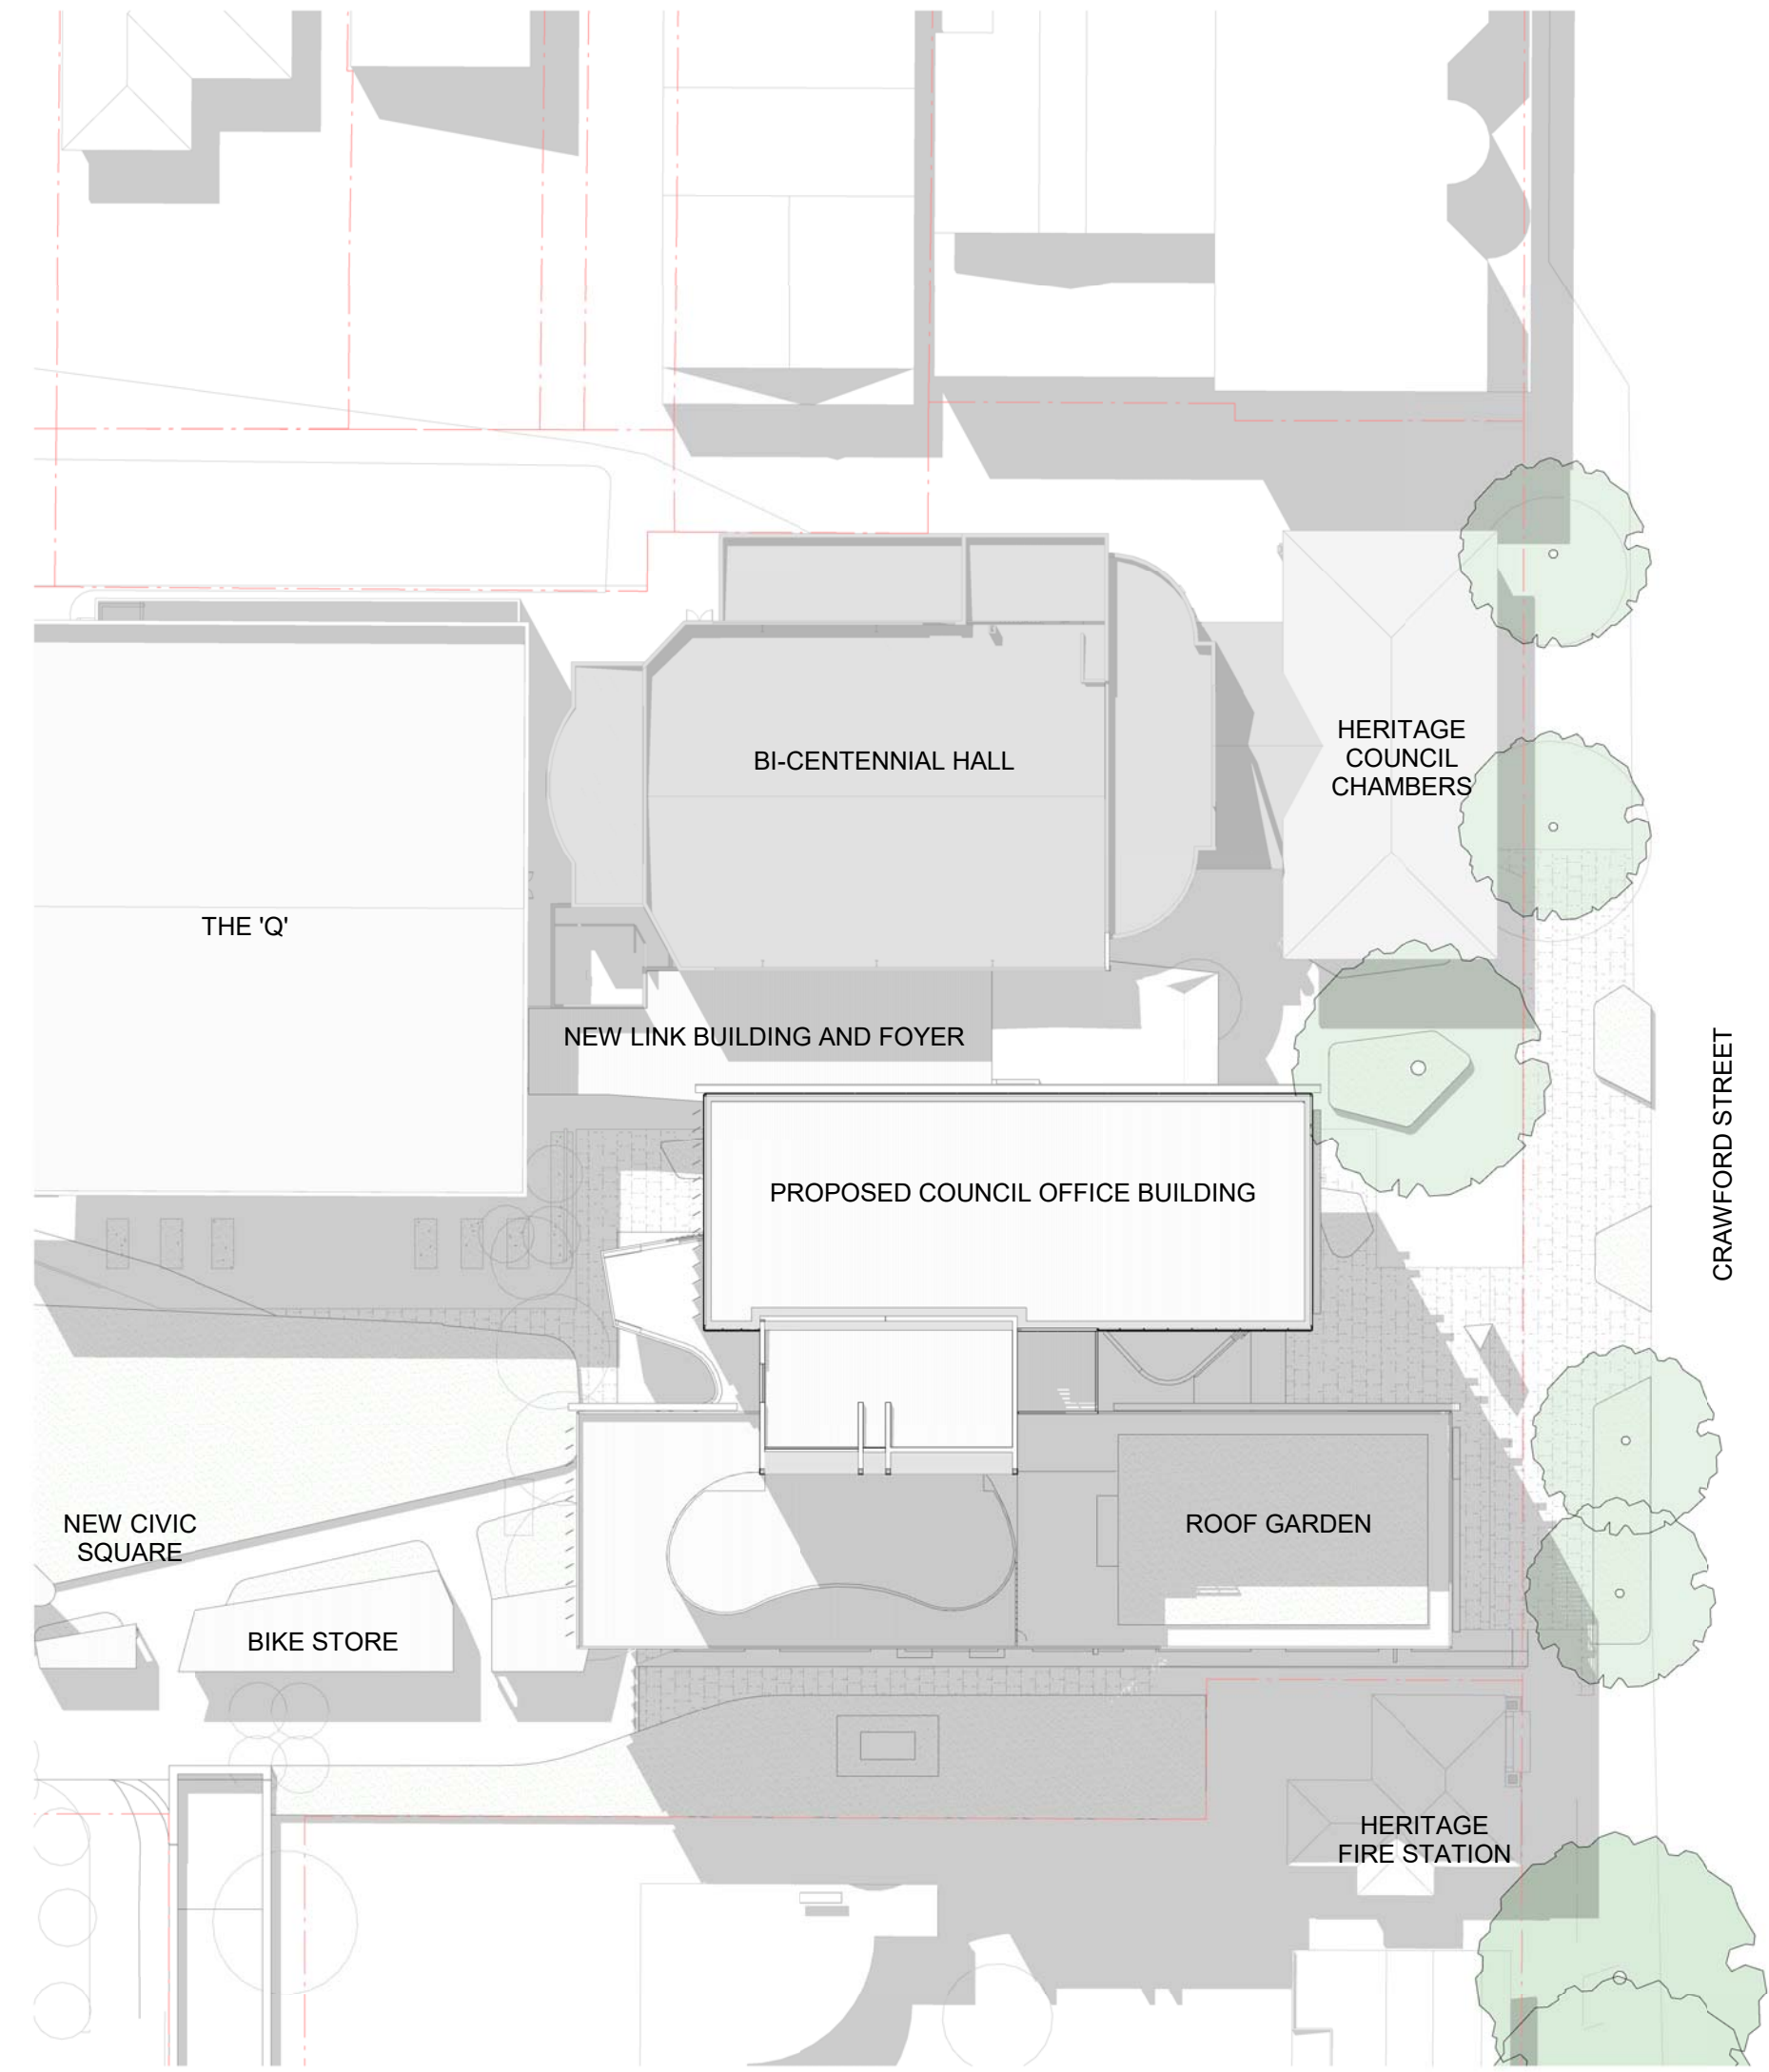 HERITAGE
COUNCIL
CHAMBERS
BI-CENTENNIAL HALL
THE 'Q'
NEW LINK BUILDING AND FOYER
CRAWFORD STREET
PROPOSED COUNCIL OFFICE BUILDING
NEW CIVIC
SQUARE
ROOF GARDEN
BIKE STORE
HERITAGE
FIRE STATION